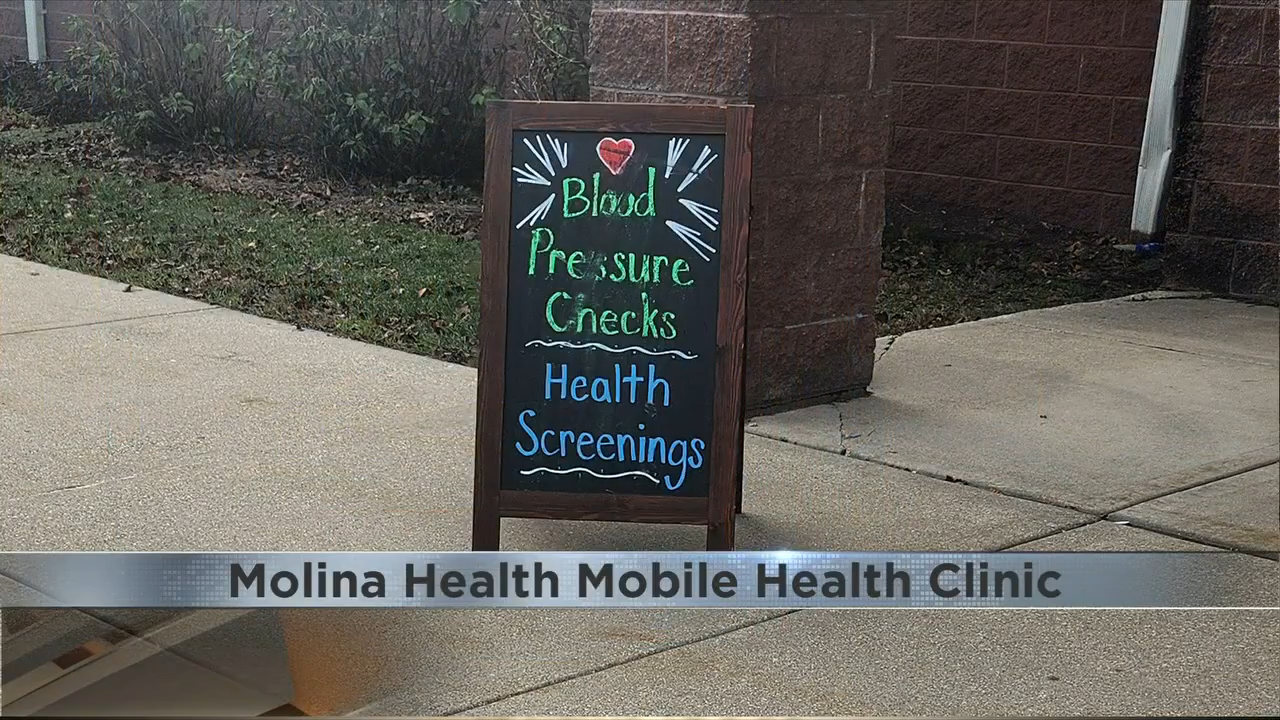 Blood
Pressure
Checks
Health
Screenings
Molina Health Mobile Health Clinic